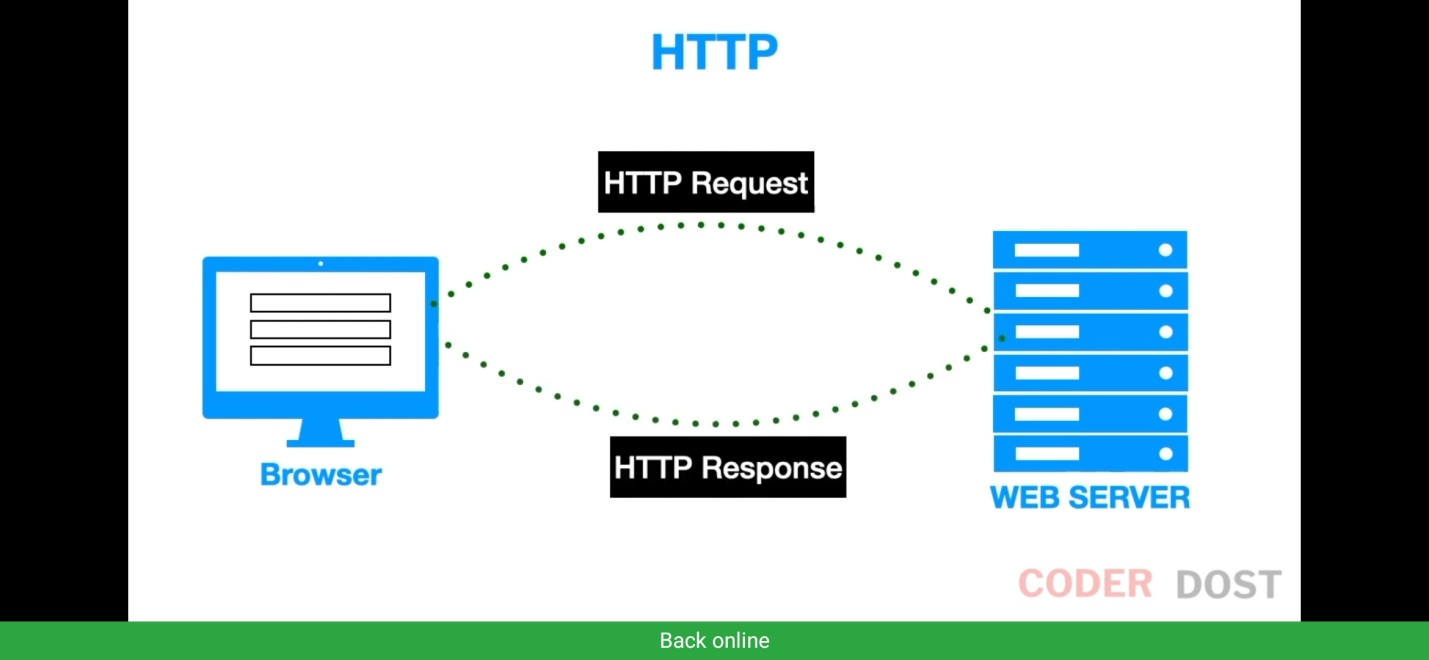 HTTP
HTTP Request
HTTP Response
Browser
WEB SERVER
CODER DOST
Back online